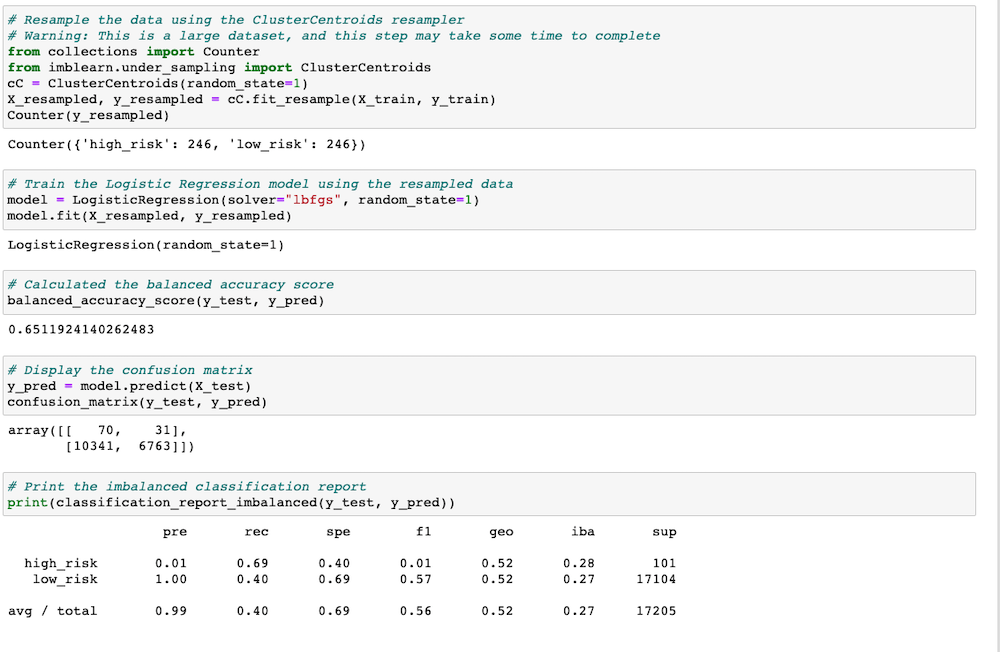 # Resample the data using the ClusterCentroids resampler
# Warning: This is a large dataset, and this step may take some time to complete
from collections import Counter
from imblearn.under_sampling import ClusterCentroids
cC = ClusterCentroids(random_state=1)
X_resampled, y_resampled = cC.fit_resample(X_train, y_train)
Counter(y_resampled)
Counter({'high_risk': 246, 'low_risk': 246})
# Train the Logistic Regression model using the resampled data
model = LogisticRegression(solver="lbfgs", random_state=1)
model.fit(X_resampled, y_resampled)
LogisticRegression(random_state=1)
# Calculated the balanced accuracy score
balanced_accuracy_score(y_test, y_pred)
0.6511924140262483
# Display the confusion matrix
y_pred = model.predict(X_test)
confusion_matrix(y_test, y_pred)
array([[   70,    31],
       [10341,  6763]])
# Print the imbalanced classification report
print(classification_report_imbalanced(y_test, y_pred))
                   pre       rec       spe        f1       geo       iba       sup
  high_risk       0.01      0.69      0.40      0.01      0.52      0.28       101
   low_risk       1.00      0.40      0.69      0.57      0.52      0.27     17104
avg / total       0.99      0.40      0.69      0.56      0.52      0.27     17205